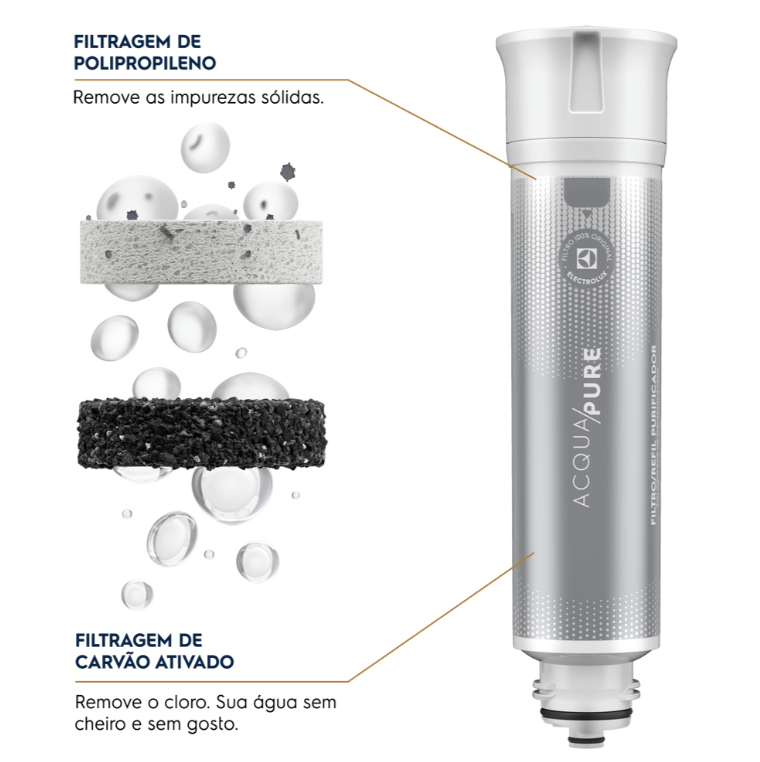 FILTRAGEM DE
POLIPROPILENO
Remove as impurezas sólidas.
FILTRO 100% ORIGINAL
ELECTROLUX
ACQUA/PURE
FILTRO/REFIL PURIFICADOR
FILTRAGEM DE
CARVÃO ATIVADO
Remove o cloro. Sua água sem
cheiro e sem gosto.